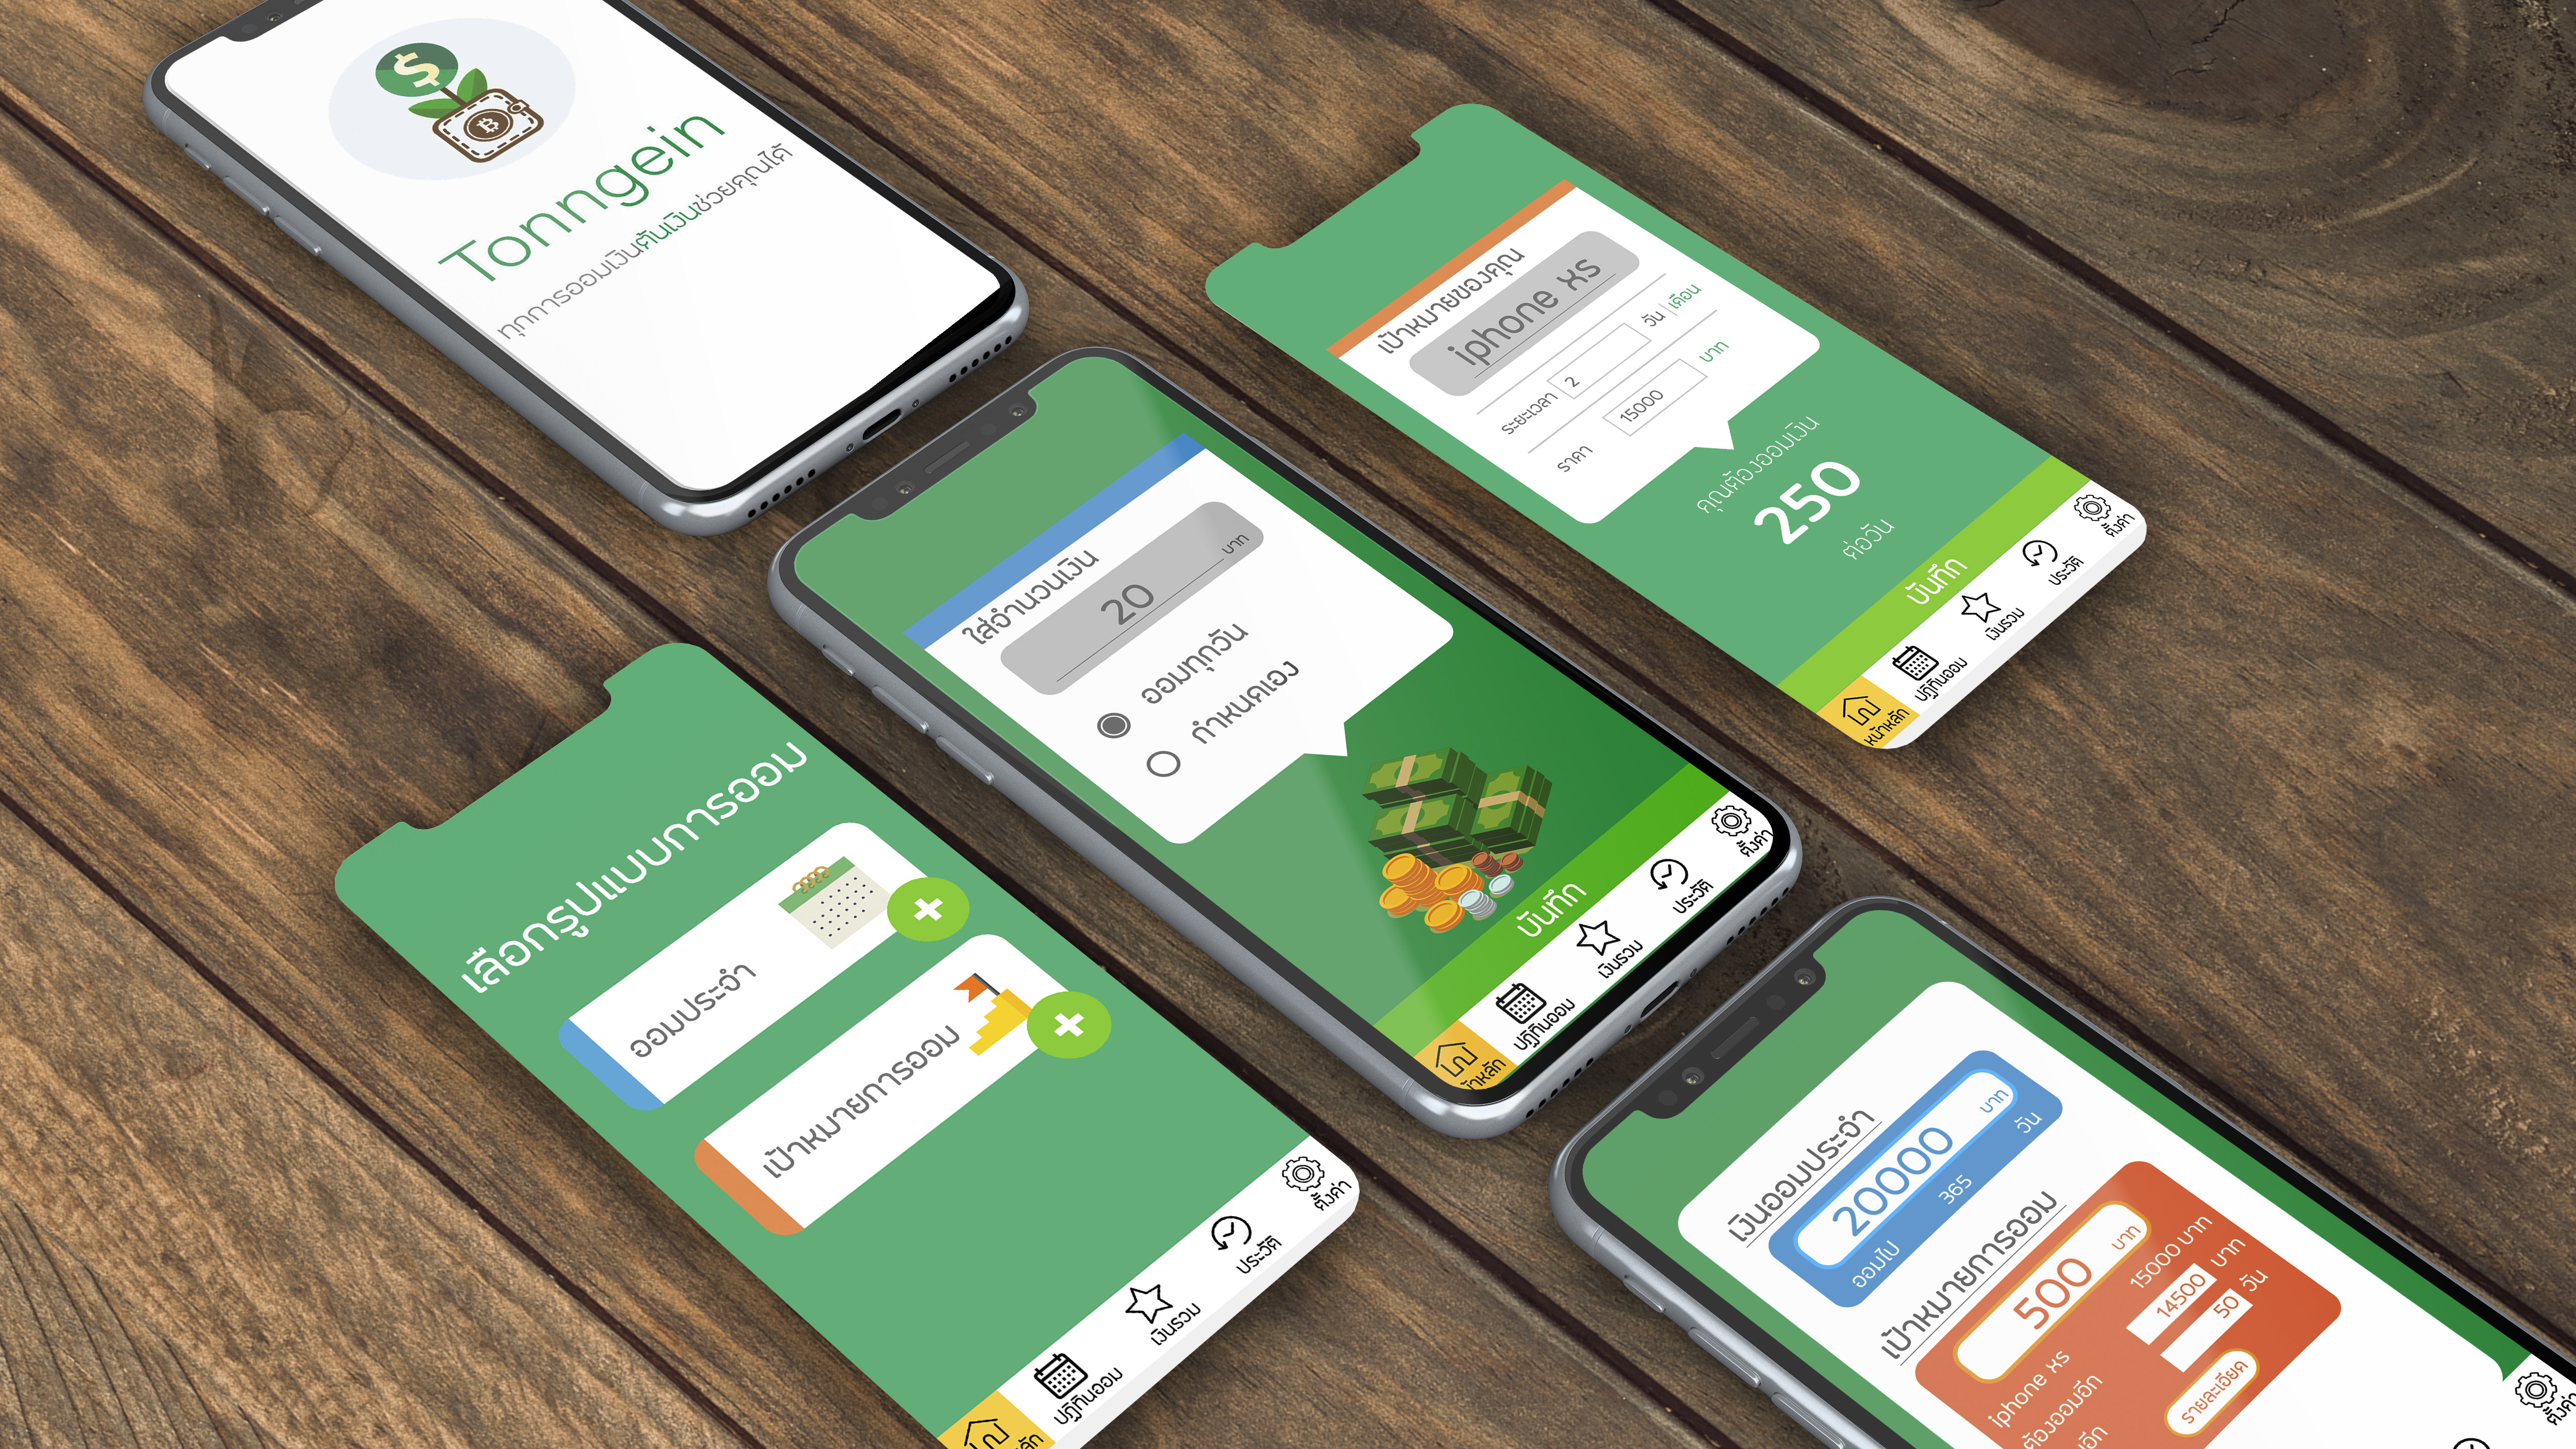 Tonngein
ทุกการออมเงินต้นเงินช่วยคุณได้
เป้าหมายของคุณ
iphone xs
ระยะเวลา 2 วัน | เดือน
ราคา 15000 บาท
คุณต้องออมเงิน
250
ต่อวัน
บันทึก
หน้าหลัก
ปฏิทินออม
เงินรวม
ประวัติ
ตั้งค่า
ใส่จำนวนเงิน
20 บาท
ออมทุกวัน
กำหนดเอง
บันทึก
ปฏิทินออม
เงินรวม
ประวัติ
ตั้งค่า
เลือกรูปแบบการออม
ออมประจำ
เป้าหมายการออม
ปฏิทินออม
เงินรวม
ประวัติ
ตั้งค่า
เงินออมประจำ
20000 บาท
ออมไป 365 วัน
เป้าหมายการออม
500 บาท
iphone xs 15000 บาท
ต้องออมอีก 14500 บาท
50 วัน
รายละเอียด
ตั้งค่า